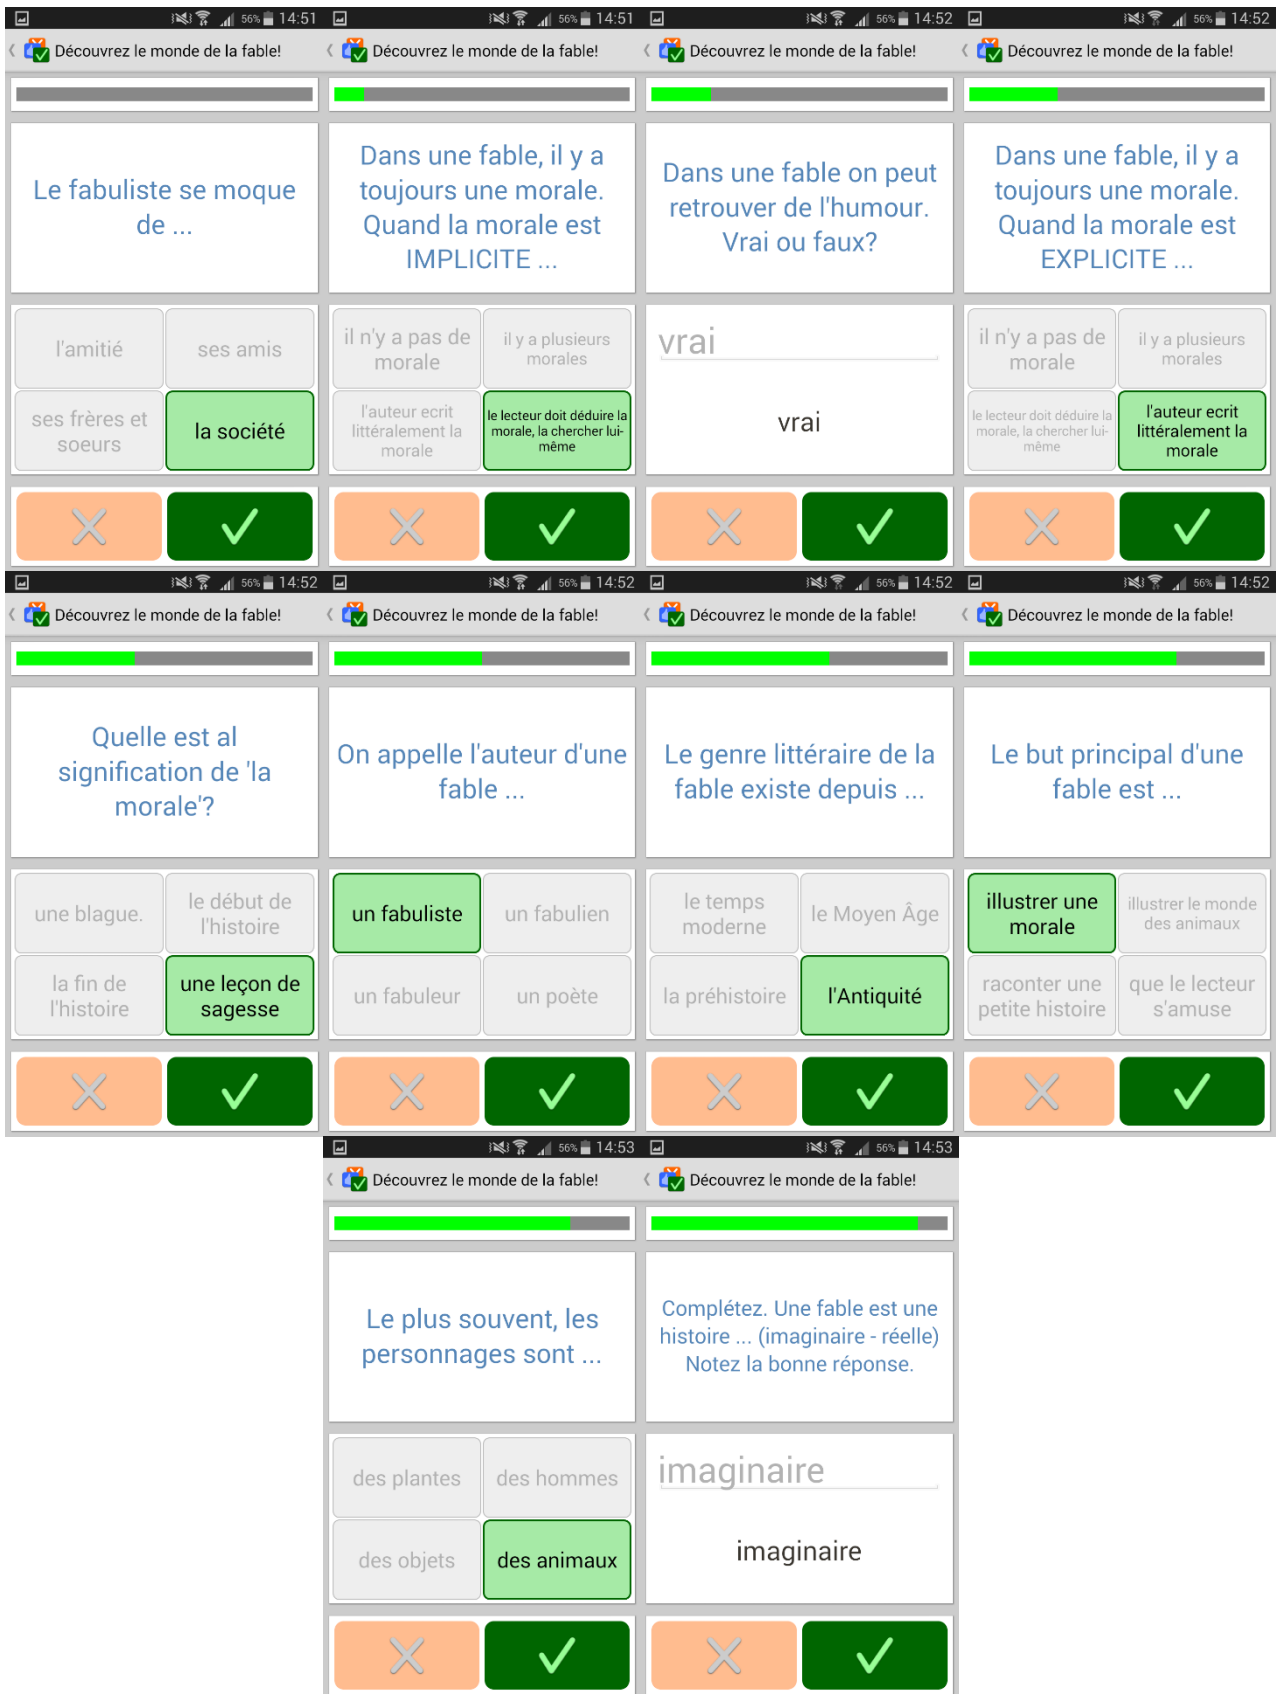 56% 14:51
Découvrez le monde de la fable!
Le fabuliste se moque
de ...
l'amitié
ses amis
ses frères et
soeurs
la société
56% 14:51
Découvrez le monde de la fable!
Dans une fable, il y a
toujours une morale.
Quand la morale est
IMPLICITE ...
il n'y a pas de
morale
il y a plusieurs
morales
l'auteur ecrit
littéralement la
morale
le lecteur doit déduire la
morale, la chercher lui-
même
56% 14:52
Découvrez le monde de la fable!
Dans une fable on peut
retrouver de l'humour.
Vrai ou faux?
vrai
vrai
56% 14:52
Découvrez le monde de la fable!
Dans une fable, il y a
toujours une morale.
Quand la morale est
EXPLICITE ...
il n'y a pas de
morale
il y a plusieurs
morales
le lecteur doit déduire la
morale, la chercher lui-
même
l'auteur ecrit
littéralement la
morale
56% 14:52
Découvrez le monde de la fable!
Quelle est al
signification de 'la
morale'?
une blague.
le début de
l'histoire
la fin de
l'histoire
une leçon de
sagesse
56% 14:52
Découvrez le monde de la fable!
On appelle l'auteur d'une
fable ...
un fabuliste
un fabulien
un fabuleur
un poète
56% 14:52
Découvrez le monde de la fable!
Le genre littéraire de la
fable existe depuis ...
le temps
moderne
le Moyen Âge
la préhistoire
l'Antiquité
56% 14:52
Découvrez le monde de la fable!
Le but principal d'une
fable est ...
illustrer une
morale
illustrer le monde
des animaux
raconter une
petite histoire
que le lecteur
s'amuse
56% 14:53
Découvrez le monde de la fable!
Le plus souvent, les
personnages sont ...
des plantes
des hommes
des objets
des animaux
56% 14:53
Découvrez le monde de la fable!
Complétez. Une fable est une
histoire ... (imaginaire - réelle)
Notez la bonne réponse.
imaginaire
imaginaire